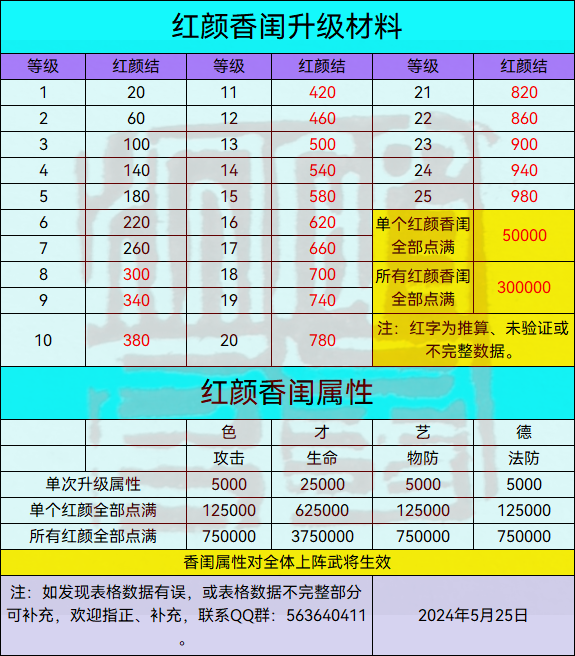 红颜香闺升级材料
等级 红颜结 等级 红颜结 等级 红颜结
1 20 11 420 21 820
2 60 12 460 22 860
3 100 13 500 23 900
4 140 14 540 24 940
5 180 15 580 25 980
6 220 16 620 单个红颜香闺 全部点满 50000
7 260 17 660
8 300 18 700 所有红颜香闺 全部点满 300000
9 340 19 740
10 380 20 780 注：红字为推算、未验证或
不完整数据。
红颜香闺属性
色 才 艺 德
攻击 生命 物防 法防
单次升级属性 5000 25000 5000 5000
单个红颜全部点满 125000 625000 125000 125000
所有红颜全部点满 750000 3750000 750000 750000
香闺属性对全体上阵武将生效
注：如发现表格数据有误，或表格数据不完整部分
可补充，欢迎指正、补充，联系QQ群：563640411
。
2024年5月25日